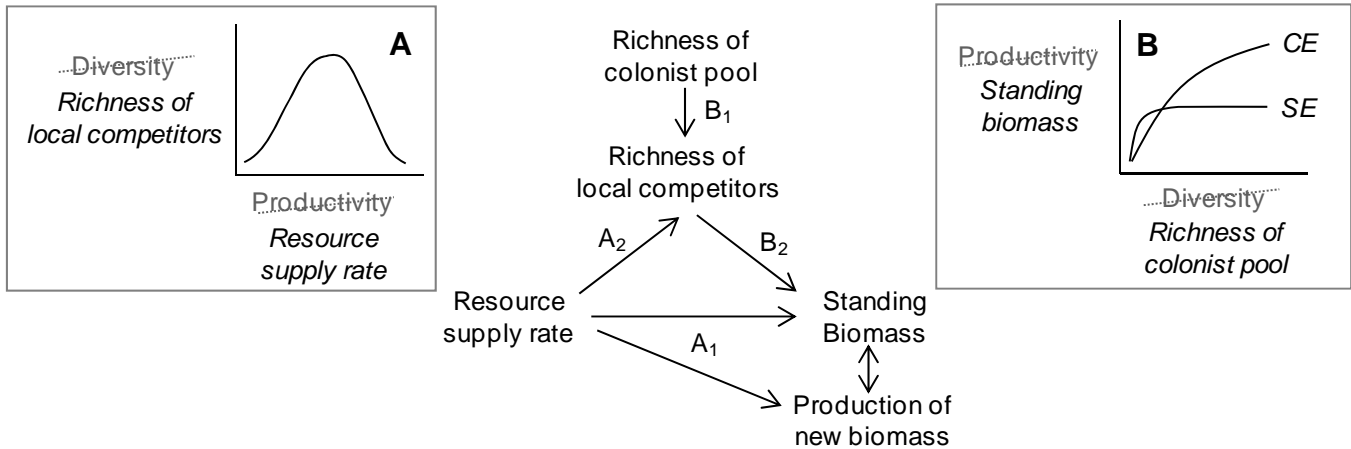 A
Diversity
Richness of
local competitors
Productivity
Resource
supply rate
Richness of
colonist pool
B₁
Richness of
local competitors
A₂
B₂
Resource
supply rate
A₁
Standing
Biomass
Production of
new biomass
B
Productivity
Standing
biomass
CE
SE
Diversity
Richness of
colonist pool